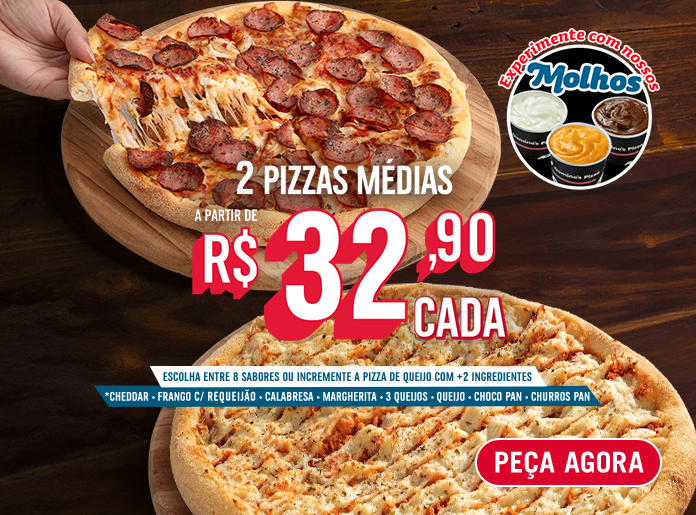 Experimente com nossos
Molhos
Domino's Pizza
2 PIZZAS MÉDIAS
A PARTIR DE
R$ 32,90
CADA
ESCOLHA ENTRE 8 SABORES OU INCREMENTE A PIZZA DE QUEIJO COM +2 INGREDIENTES
*CHEDDAR • FRANGO C/ REQUEIJÃO • CALABRESA • MARGHERITA • 3 QUEIJOS • QUEIJO • CHOCO PAN • CHURROS PAN
PEÇA AGORA